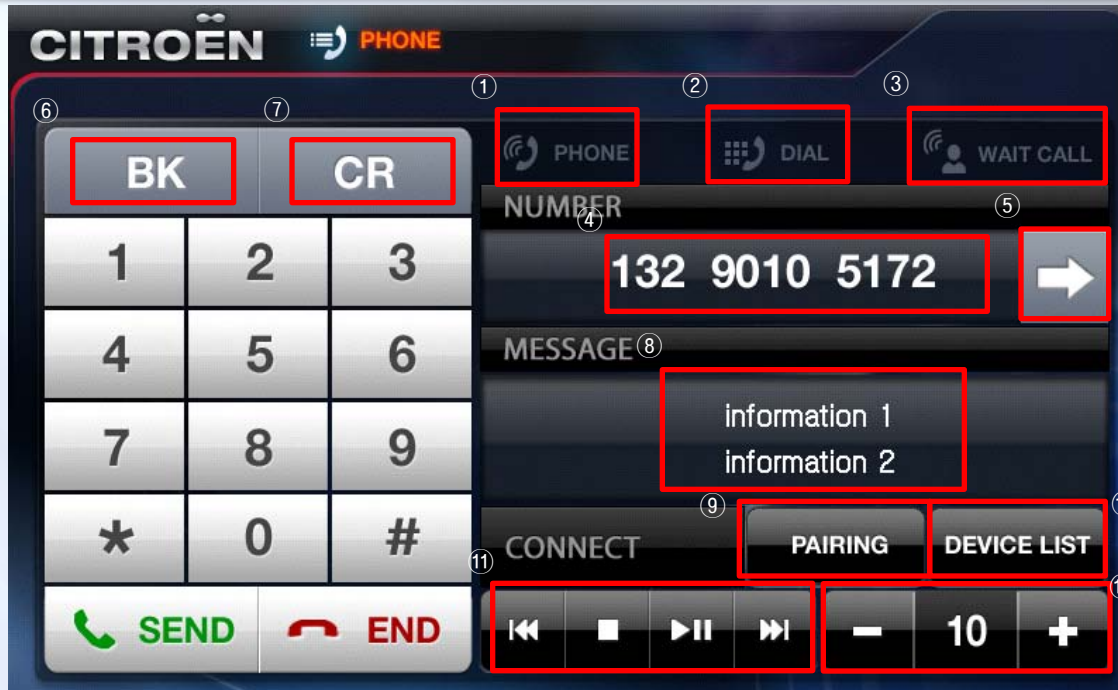 CITROËN PHONE
① ② ③
⑥ ⑦
PHONE DIAL WAIT CALL
BK CR
NUMBER
④ ⑤
1 2 3
132 9010 5172
4 5 6
MESSAGE ⑧
information 1
7 8 9
information 2
⑨
* 0 #
CONNECT PAIRING DEVICE LIST
⑪
SEND END
10